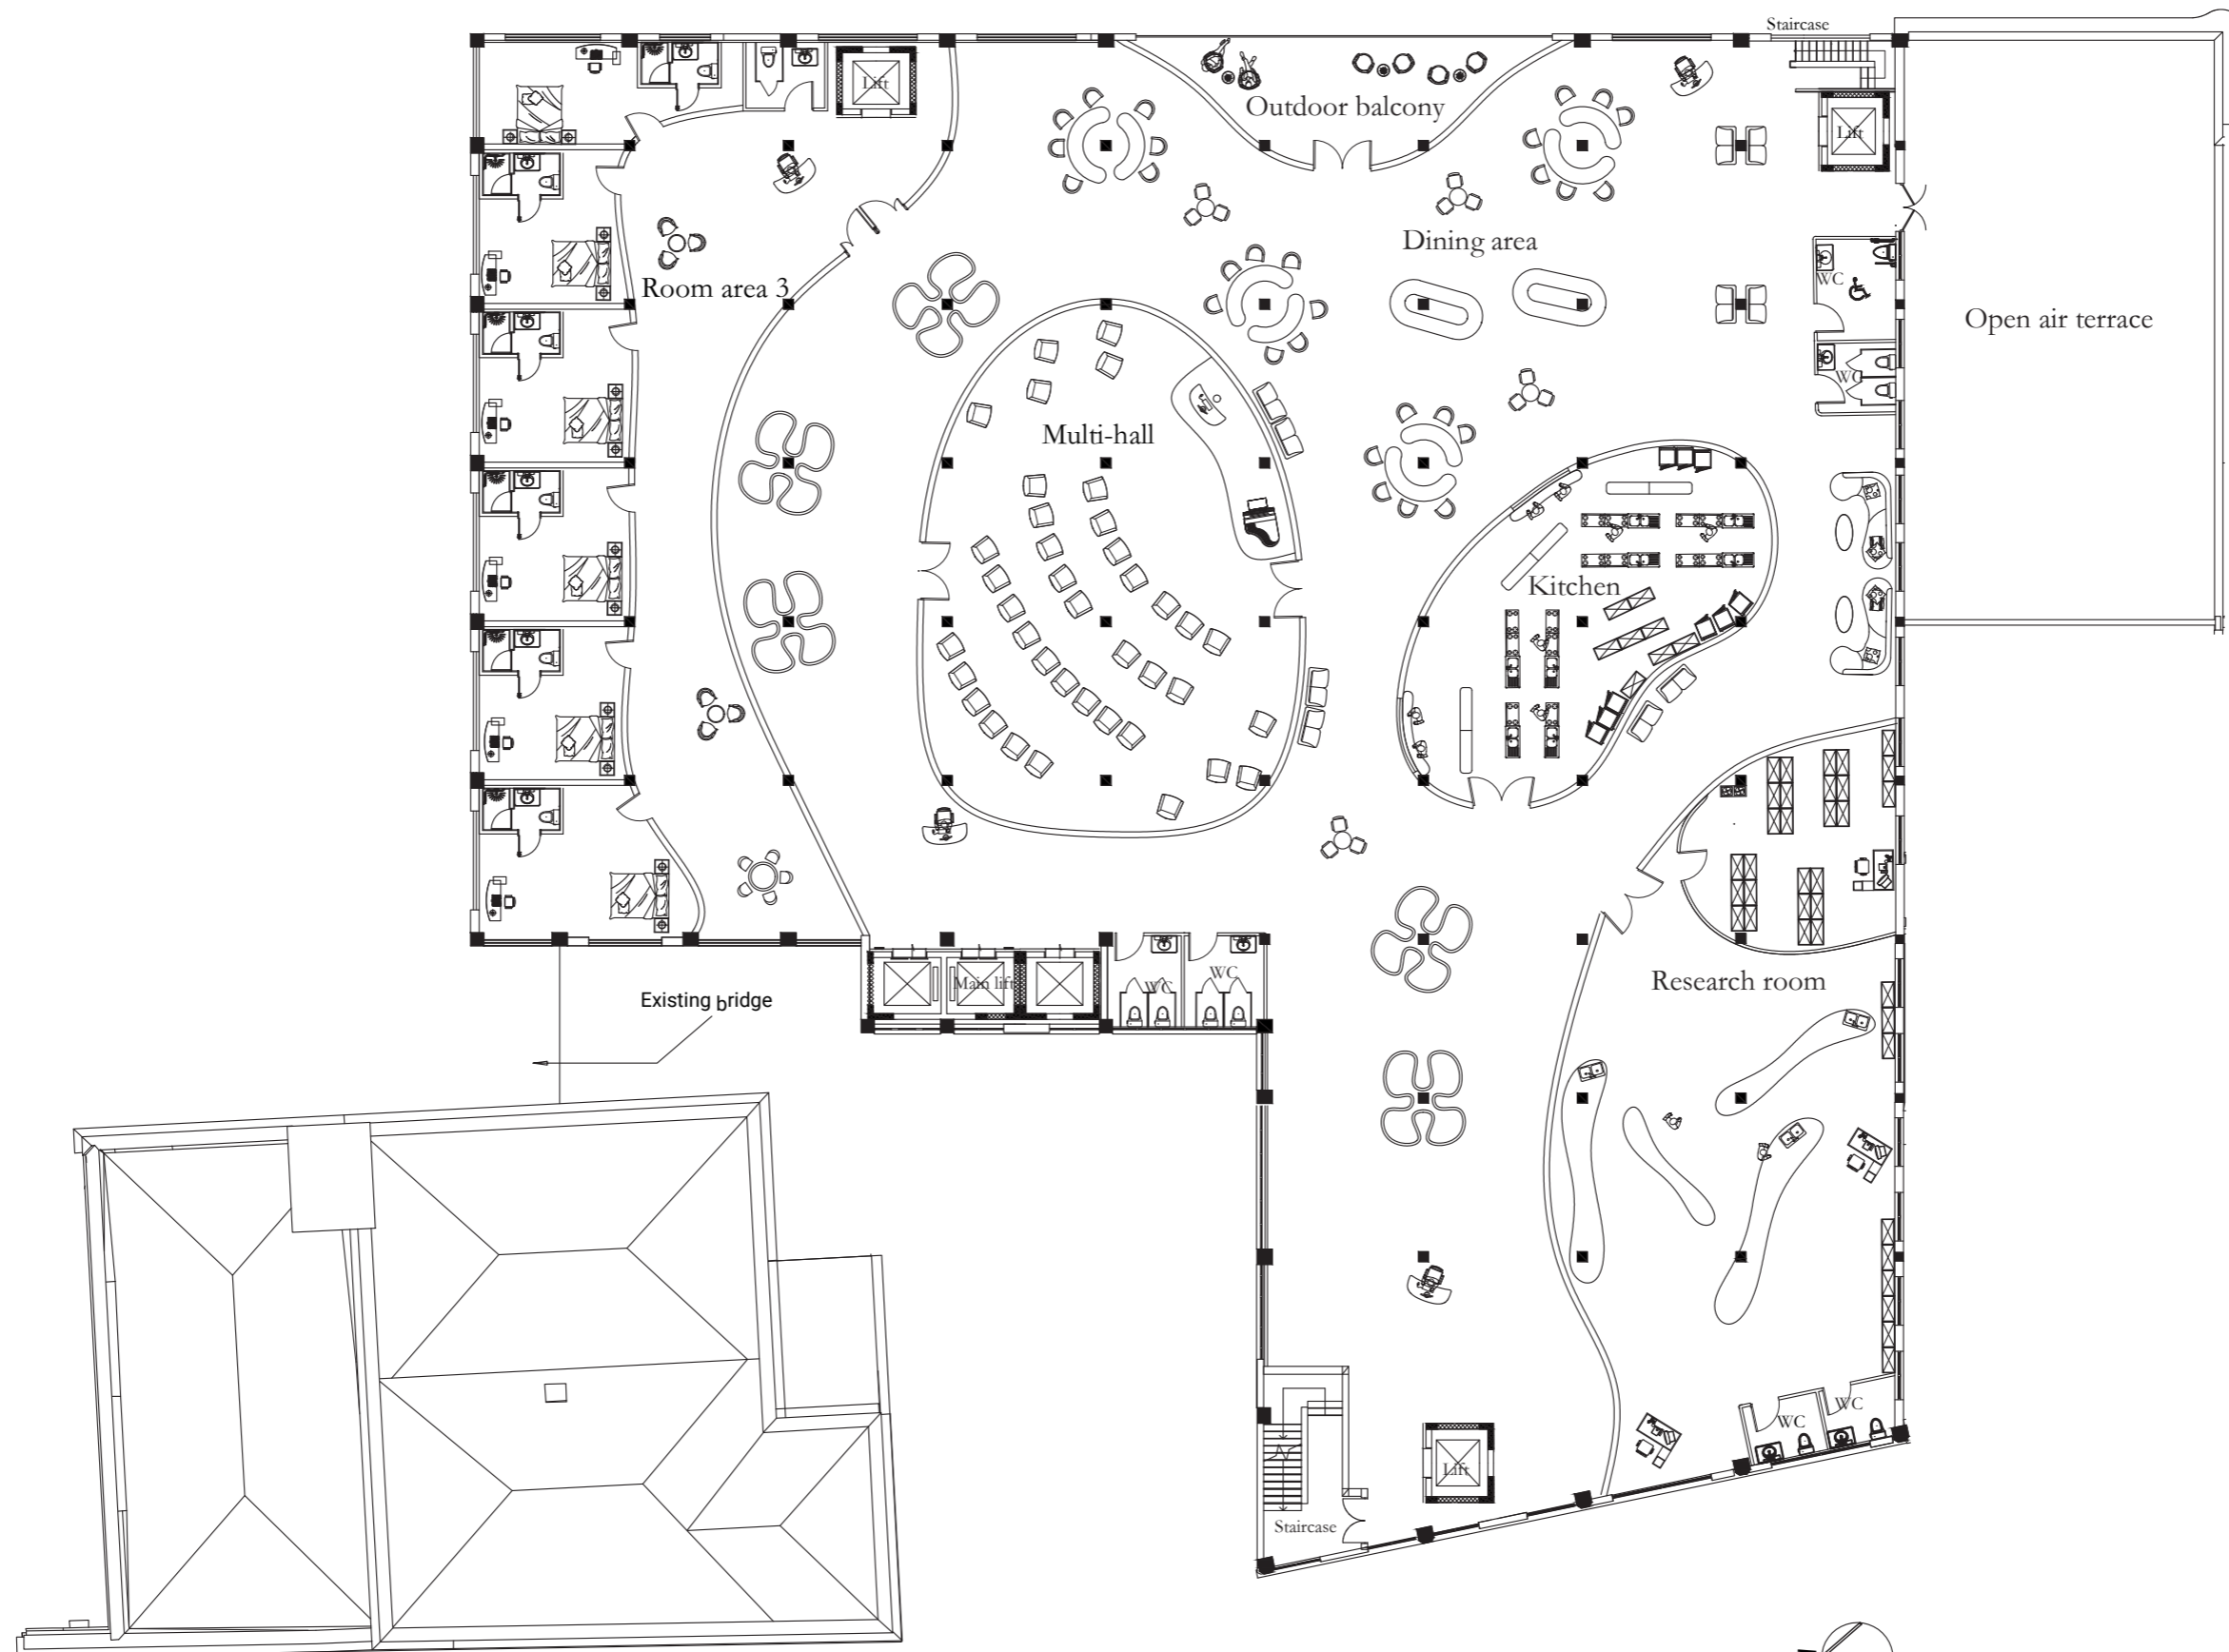 Staircase
Lift
Outdoor balcony
Lift
Dining area
WC
Room area 3
Open air terrace
WC
Multi-hall
Kitchen
Research room
Main lift
WC
WC
Existing bridge
WC
WC
Lift
Staircase